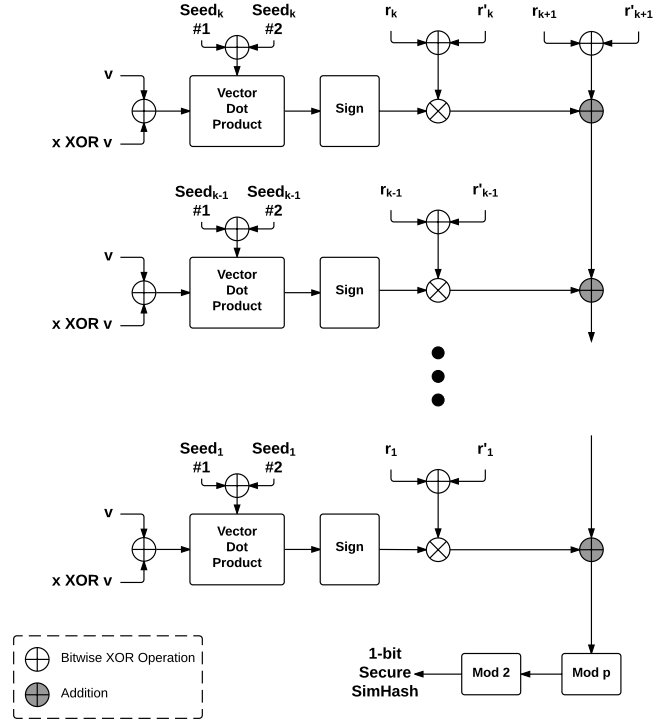 Seedk Seedk rk r'k rk+1 r'k+1
#1 #2
v
Vector
Dot
Product
Sign
x XOR v
Seedk-1 Seedk-1 rk-1 r'k-1
#1 #2
v
Vector
Dot
Product
Sign
x XOR v
Seed1 Seed1 r1 r'1
#1 #2
v
Vector
Dot
Product
Sign
x XOR v
Bitwise XOR Operation
Addition
1-bit
Secure
SimHash
Mod 2
Mod p